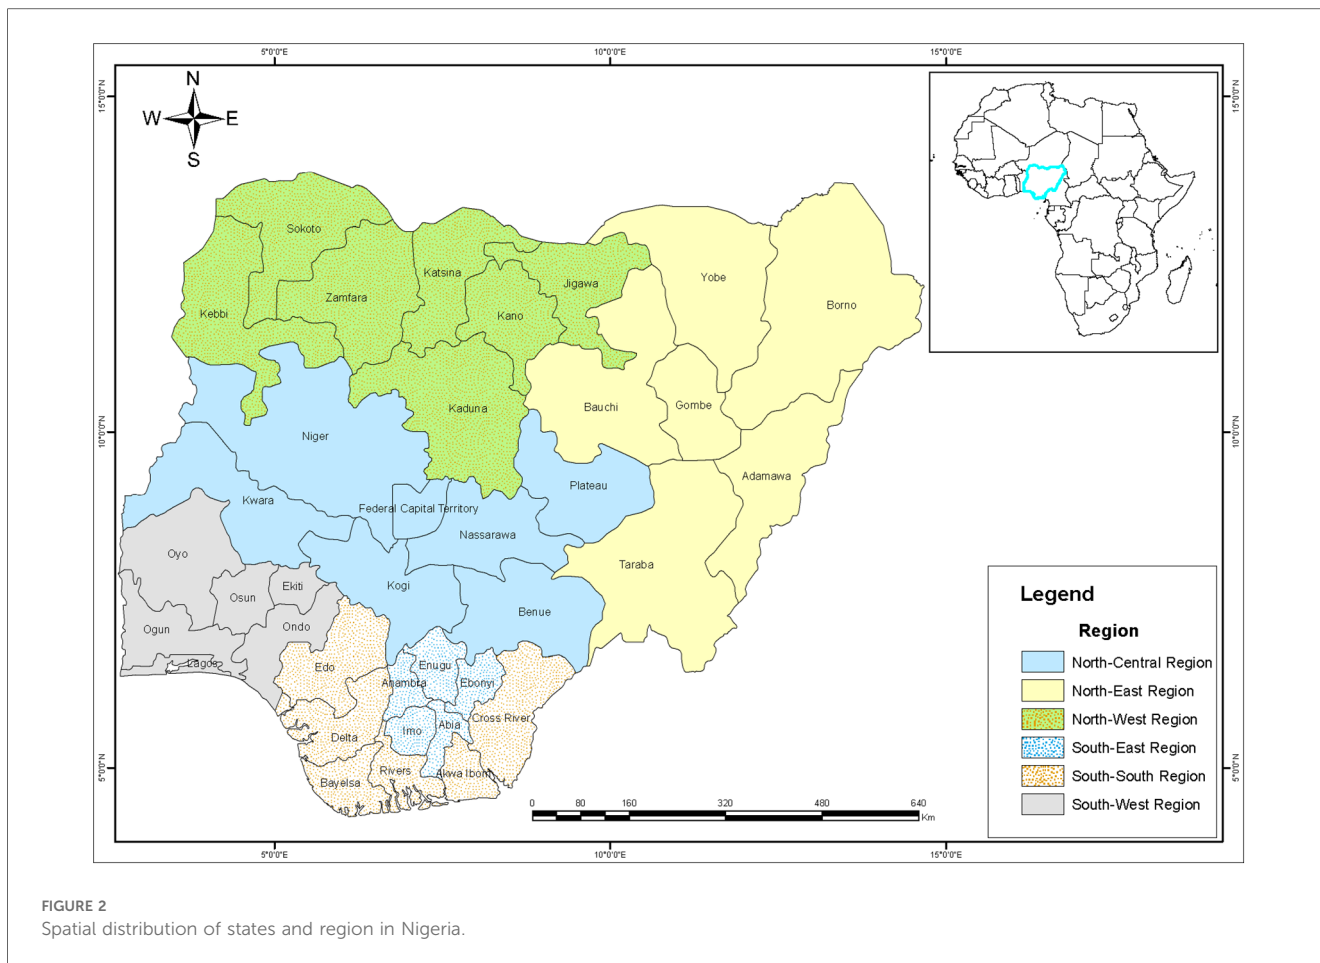 5°0'0"E
10°0'0"E
15°0'0"E
15°0'0"N
15°0'0"N
N
W
E
S
Sokoto
Katsina
Yobe
Jigawa
Zamfara
Borno
Kebbi
Kano
Kaduna
Bauchi
Gombe
Niger
10°0'0"N
10°0'0"N
Adamawa
Plateau
Kwara
Federal Capital Territory
Nassarawa
Oyo
Taraba
Kogi
Ekiti
Osun
Benue
Ogun
Ondo
Lagos
Edo
Enugu
Anambra
Ebonyi
Cross River
Abia
Imo
Delta
Rivers
Akwa Ibom
Bayelsa
5°0'0"N
5°0'0"N
Legend
Region
North-Central Region
North-East Region
North-West Region
South-East Region
South-South Region
South-West Region
0 80 160 320 480 640
Km
5°0'0"E
10°0'0"E
15°0'0"E
FIGURE 2
Spatial distribution of states and region in Nigeria.